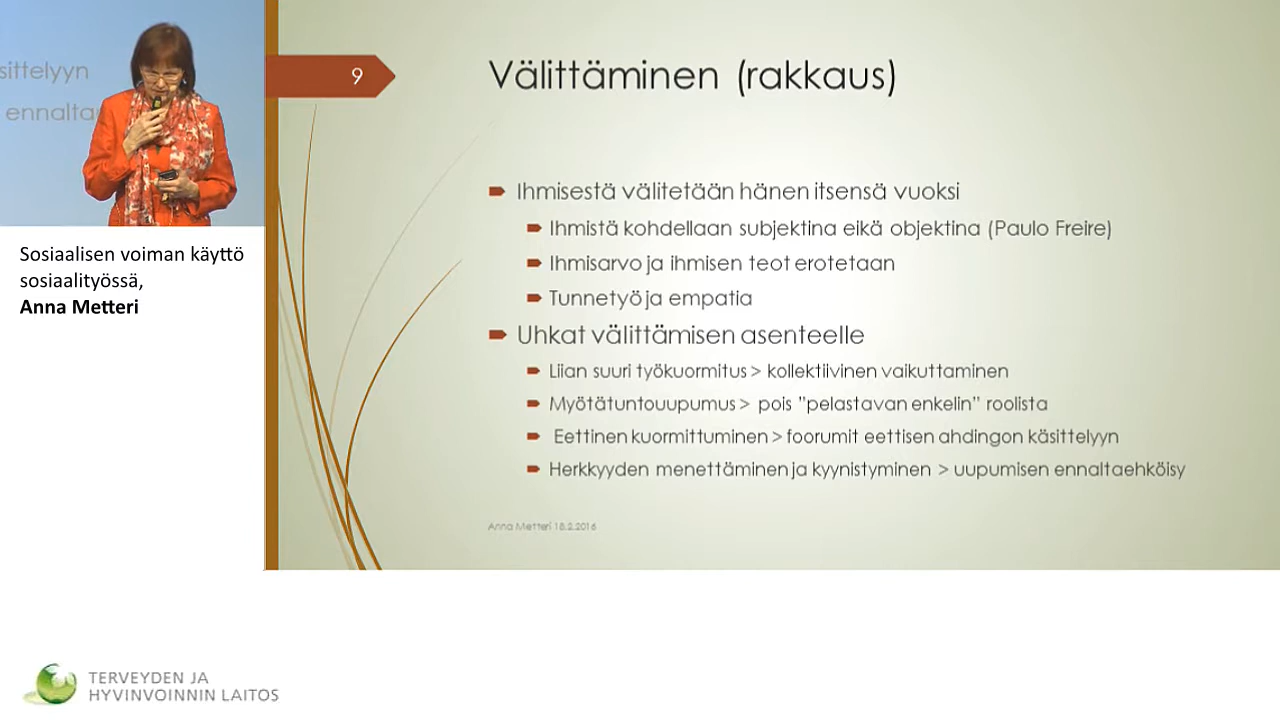 sittelyyn
ennalta
Sosiaalisen voiman käyttö
sosiaalityössä,
Anna Metteri
9
Välittäminen (rakkaus)
Ihmisestä välitetään hänen itsensä vuoksi
Ihmistä kohdellaan subjektina eikä objektina (Paulo Freire)
Ihmisarvo ja ihmisen teot erotetaan
Tunnetyö ja empatia
Uhkat välittämisen asenteelle
Liian suuri työkuormitus > kollektiivinen vaikuttaminen
Myötätuntouupumus > pois ”pelastavan enkelin” roolista
Eettinen kuormittuminen > foorumit eettisen ahdingon käsittelyyn
Herkkyyden menettäminen ja kyynistyminen > uupumisen ennaltaehköisy
Anna Metteri 18.2.2016
TERVEYDEN JA
HYVINVOINNIN LAITOS